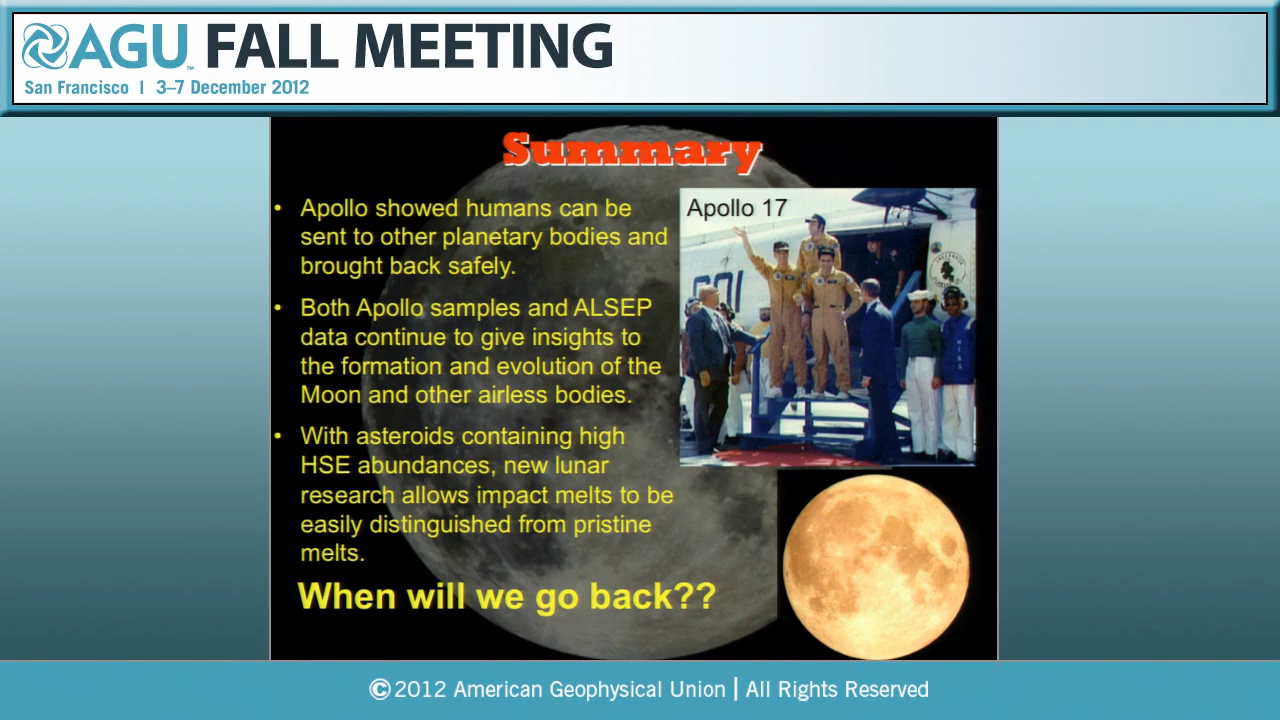 AGU™ FALL MEETING
San Francisco | 3–7 December 2012
Summary
• Apollo showed humans can be
sent to other planetary bodies and
brought back safely.
• Both Apollo samples and ALSEP
data continue to give insights to
the formation and evolution of the
Moon and other airless bodies.
• With asteroids containing high
HSE abundances, new lunar
research allows impact melts to be
easily distinguished from pristine
melts.
When will we go back??
Apollo 17
©2012 American Geophysical Union | All Rights Reserved